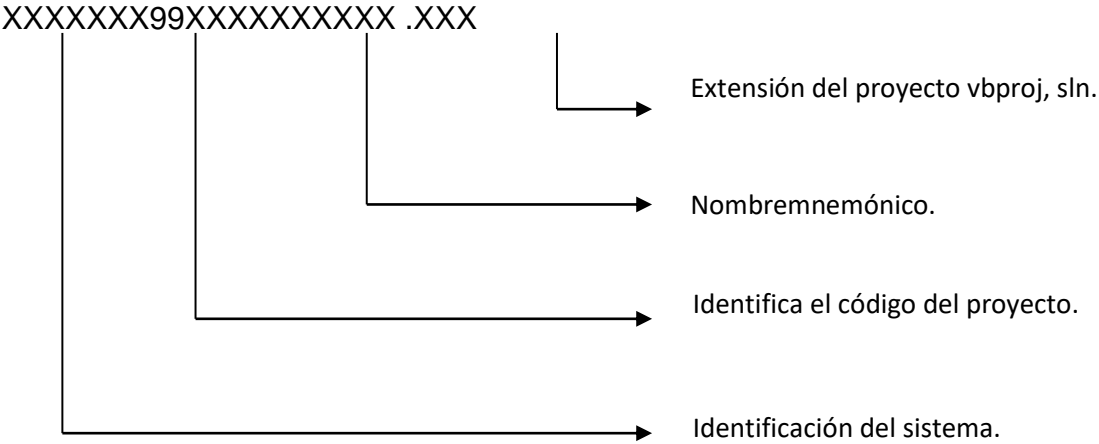 XXXXXXX99XXXXXXXXXX .XXX
Extensión del proyecto vbproj, sln.
Nombremnemónico.
Identifica el código del proyecto.
Identificación del sistema.